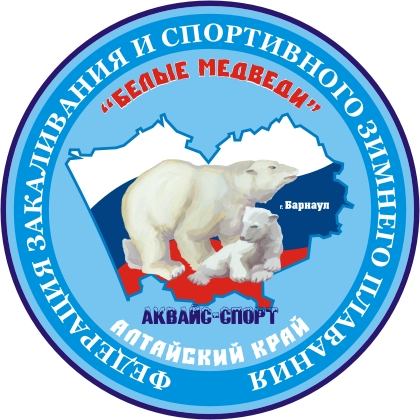 ФЕДЕРАЦИЯ ЗАКАЛИВАНИЯ И СПОРТИВНОГО ЗИМНЕГО ПЛАВАНИЯ
"БЕЛЫЕ МЕДВЕДИ"
г. Барнаул
АКВАЙС-СПОРТ
АЛТАЙСКИЙ КРАЙ